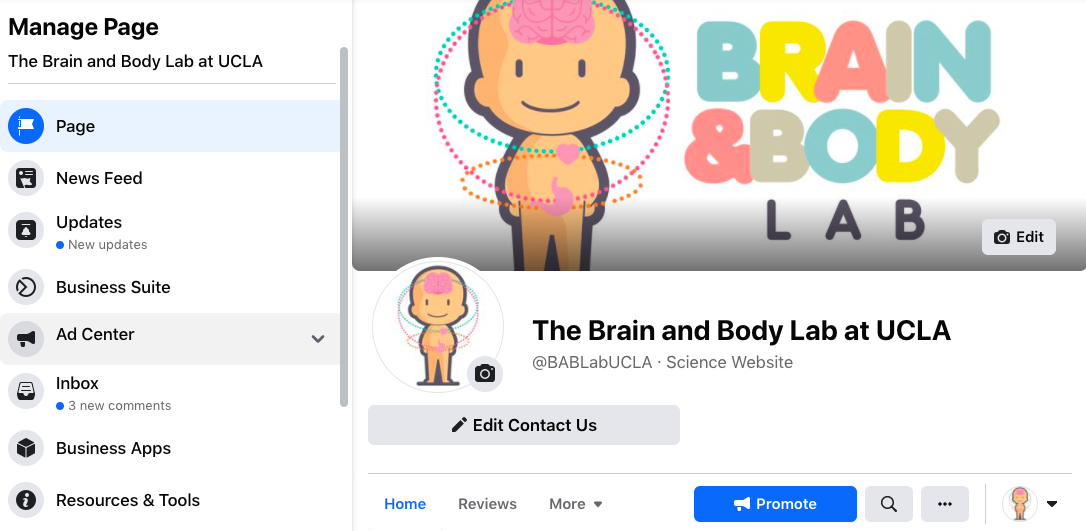 Manage Page
The Brain and Body Lab at UCLA
Page
News Feed
Updates
New updates
Business Suite
Ad Center
Inbox
3 new comments
Business Apps
Resources & Tools
BRAIN
&BODY
LAB
Edit
The Brain and Body Lab at UCLA
@BABLabUCLA · Science Website
Edit Contact Us
Home Reviews More Promote